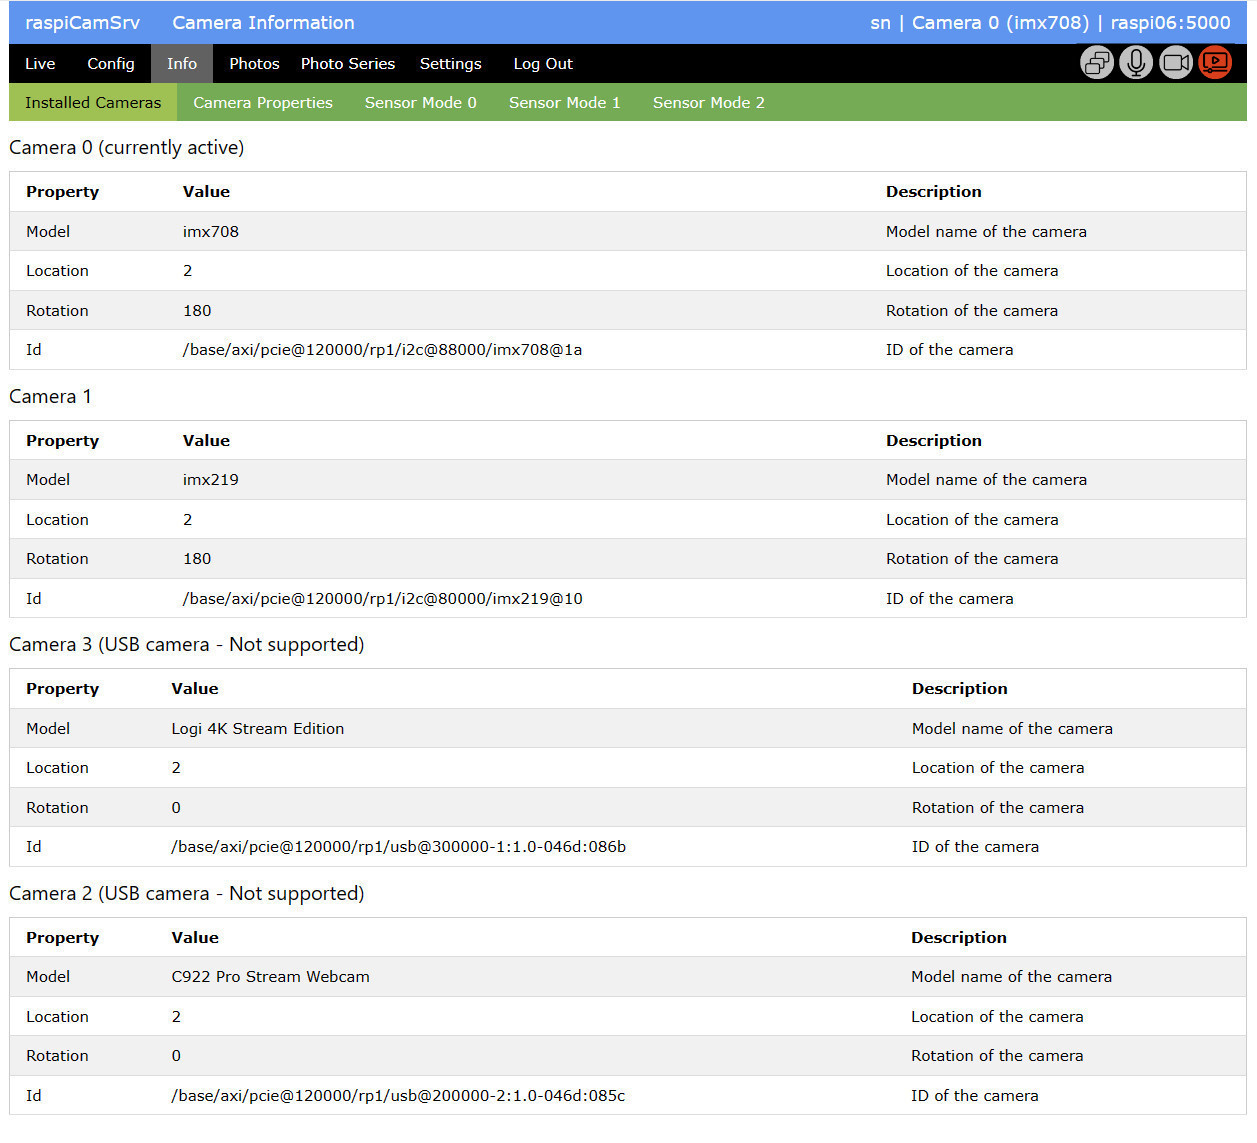 raspiCamSrv Camera Information sn | Camera 0 (imx708) | raspi06:5000
Live Config Info Photos Photo Series Settings Log Out
Installed Cameras Camera Properties Sensor Mode 0 Sensor Mode 1 Sensor Mode 2
Camera 0 (currently active)
Property Value Description
Model imx708 Model name of the camera
Location 2 Location of the camera
Rotation 180 Rotation of the camera
Id /base/axi/pcie@120000/rp1/i2c@88000/imx708@1a ID of the camera
Camera 1
Property Value Description
Model imx219 Model name of the camera
Location 2 Location of the camera
Rotation 180 Rotation of the camera
Id /base/axi/pcie@120000/rp1/i2c@80000/imx219@10 ID of the camera
Camera 3 (USB camera - Not supported)
Property Value Description
Model Logi 4K Stream Edition Model name of the camera
Location 2 Location of the camera
Rotation 0 Rotation of the camera
Id /base/axi/pcie@120000/rp1/usb@300000-1:1.0-046d:086b ID of the camera
Camera 2 (USB camera - Not supported)
Property Value Description
Model C922 Pro Stream Webcam Model name of the camera
Location 2 Location of the camera
Rotation 0 Rotation of the camera
Id /base/axi/pcie@120000/rp1/usb@200000-2:1.0-046d:085c ID of the camera